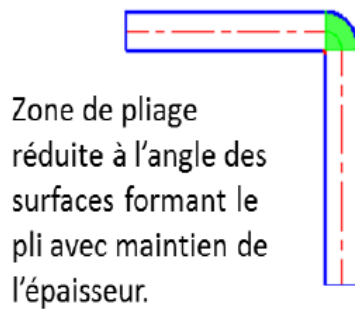 Zone de pliage
réduite à l’angle des
surfaces formant le
pli avec maintien de
l’épaisseur.